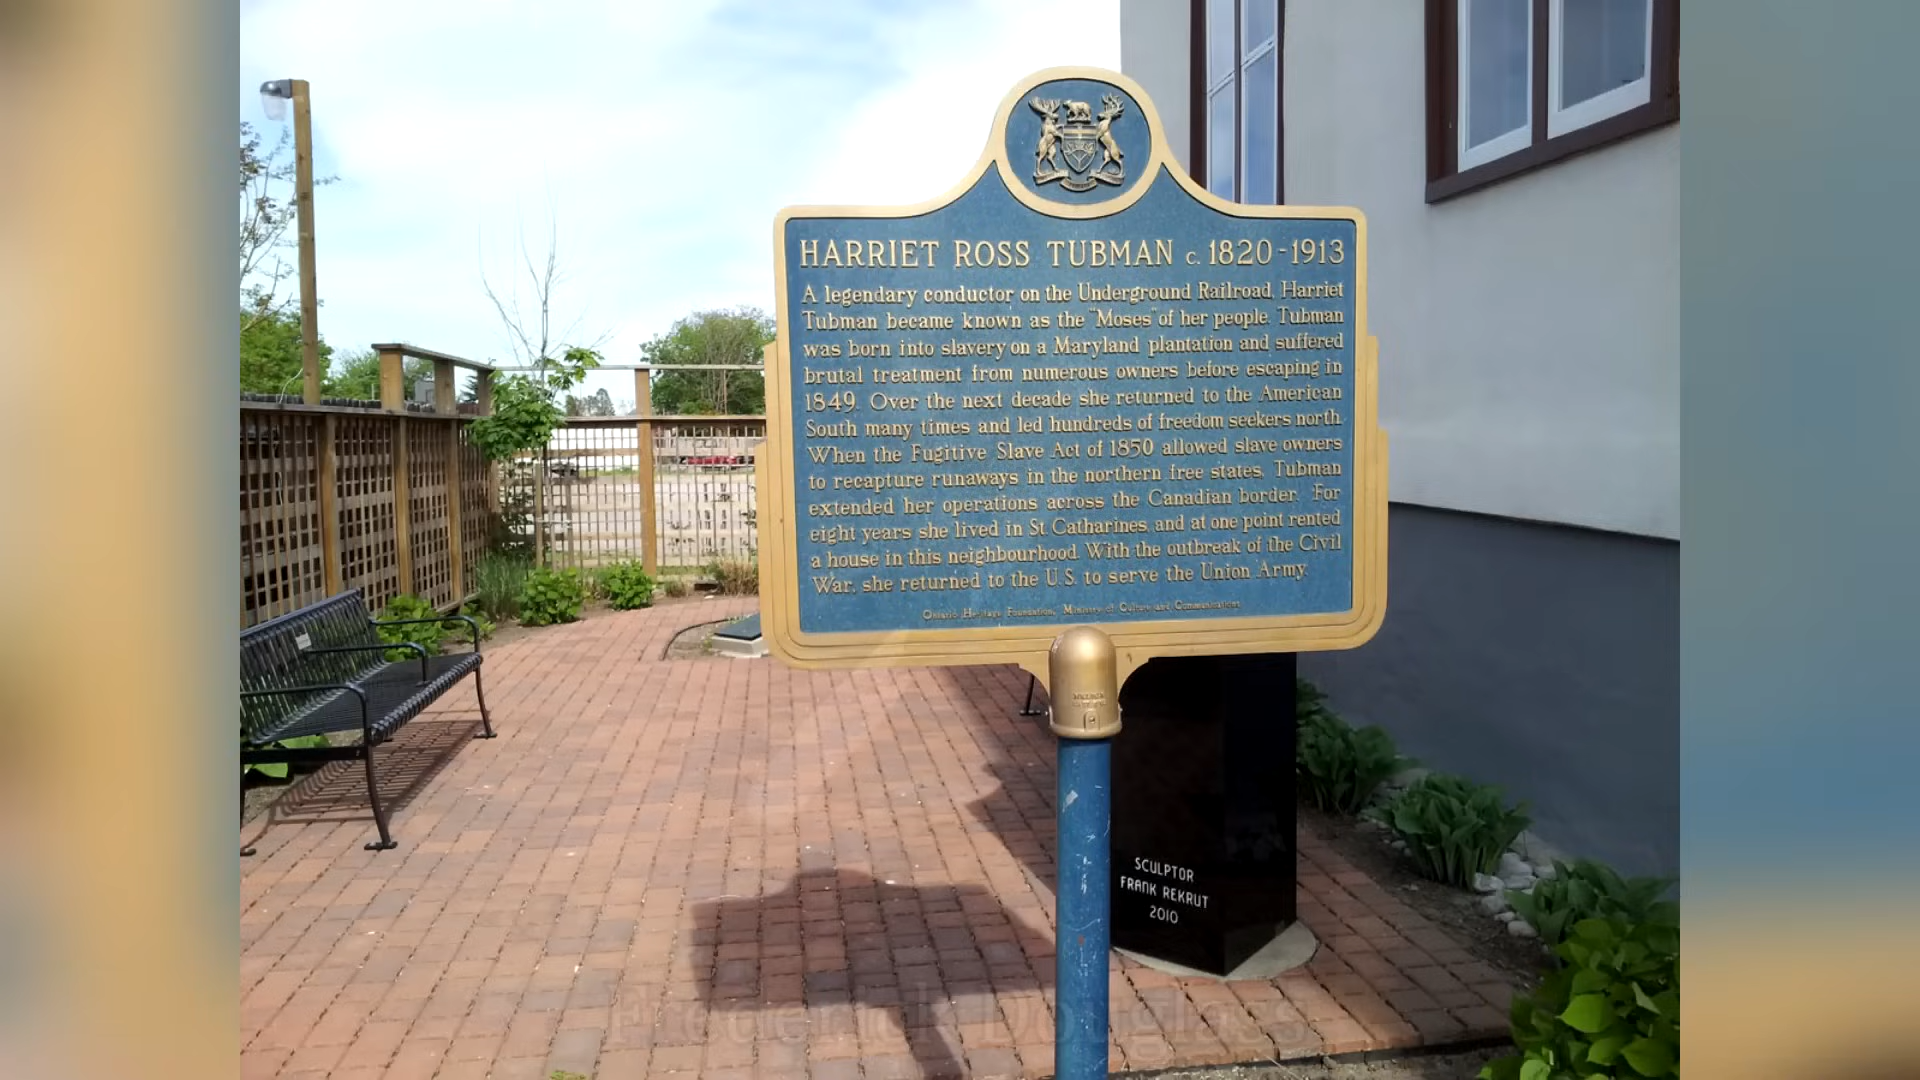 HARRIET ROSS TUBMAN c. 1820-1913
A legendary conductor on the Underground Railroad, Harriet
Tubman became known as the "Moses" of her people. Tubman
was born into slavery on a Maryland plantation and suffered
brutal treatment from numerous owners before escaping in
1849. Over the next decade she returned to the American
South many times and led hundreds of freedom seekers north.
When the Fugitive Slave Act of 1850 allowed slave owners
to recapture runaways in the northern free states, Tubman
extended her operations across the Canadian border. For
eight years she lived in St. Catharines, and at one point rented
a house in this neighbourhood. With the outbreak of the Civil
War, she returned to the U.S. to serve the Union Army.
Ontario Heritage Foundation, Ministry of Culture and Communications
SCULPTOR
FRANK REKRUT
2010
Frederick Douglass